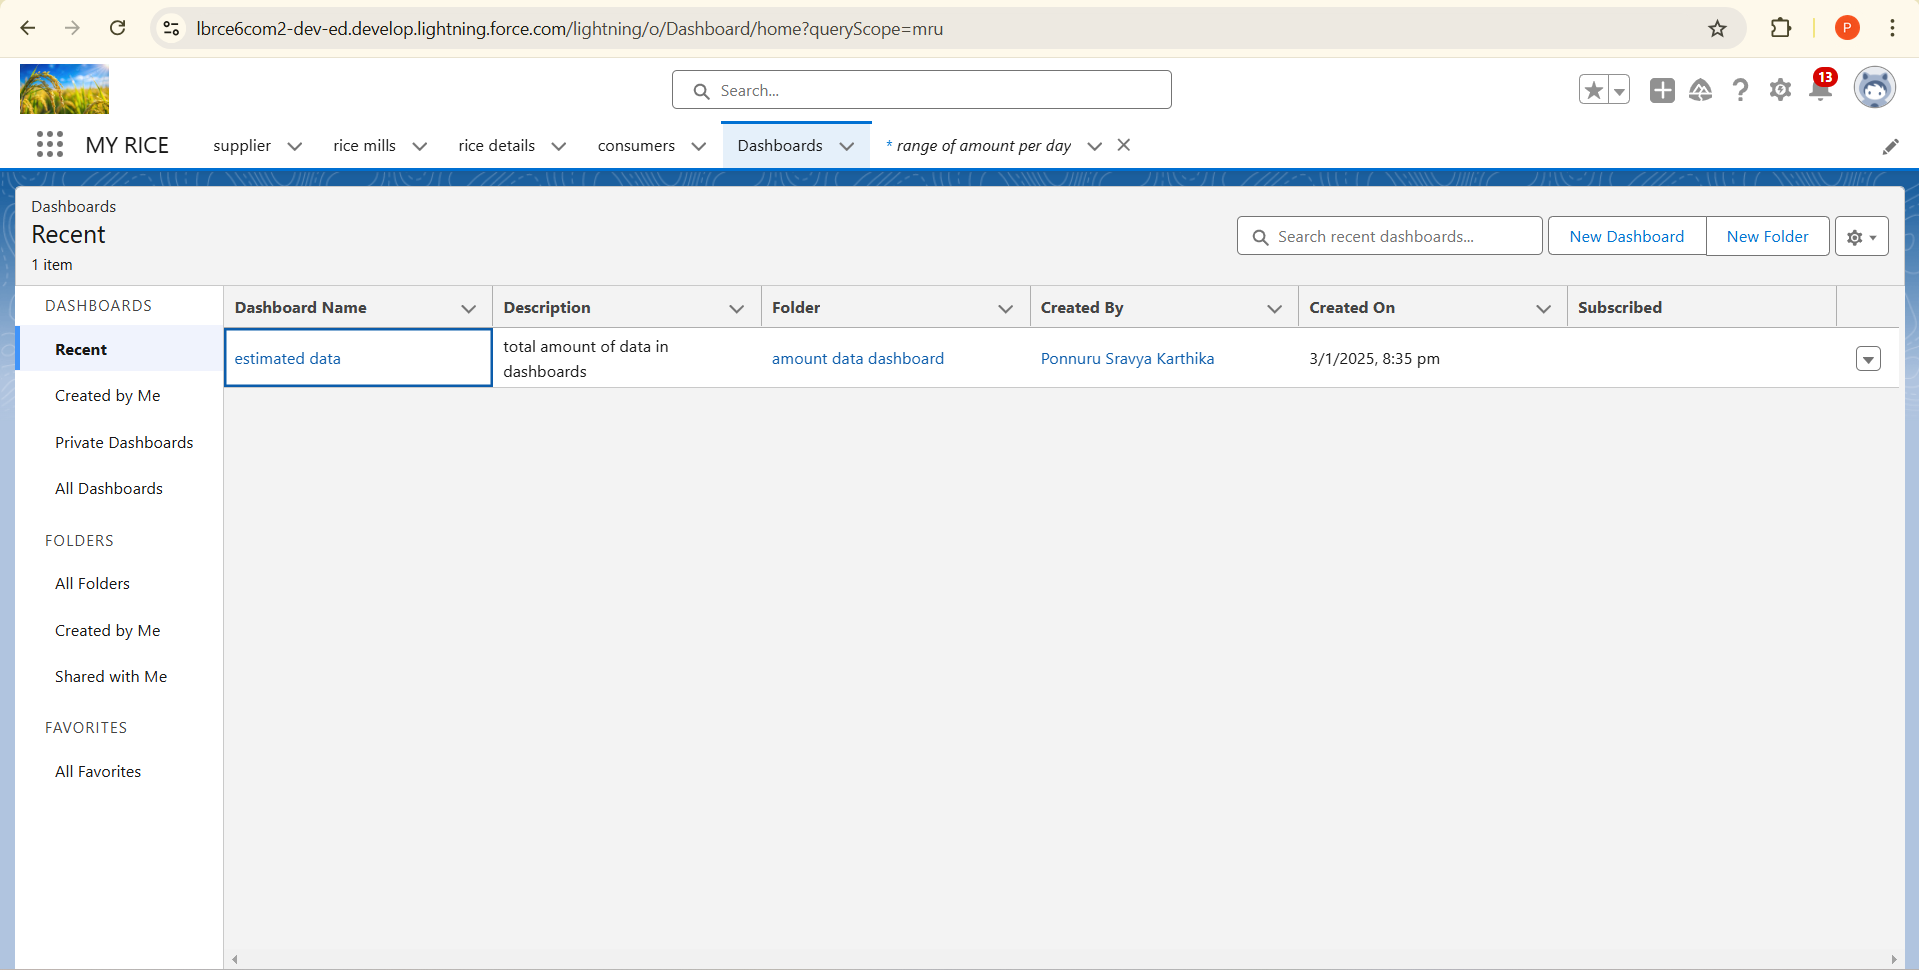 lbrce6com2-dev-ed.develop.lightning.force.com/lightning/o/Dashboard/home?queryScope=mru
P
Search...
13
MY RICE
supplier
rice mills
rice details
consumers
Dashboards
* range of amount per day
Dashboards
Recent
1 item
Search recent dashboards...
New Dashboard
New Folder
DASHBOARDS
Recent
Created by Me
Private Dashboards
All Dashboards
FOLDERS
All Folders
Created by Me
Shared with Me
FAVORITES
All Favorites
Dashboard Name
Description
Folder
Created By
Created On
Subscribed
estimated data
total amount of data in
dashboards
amount data dashboard
Ponnuru Sravya Karthika
3/1/2025, 8:35 pm